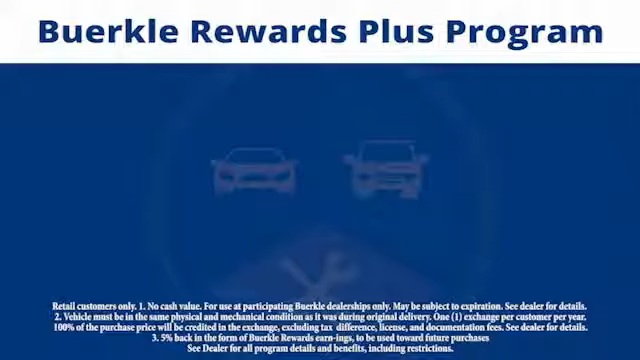 Buerkle Rewards Plus Program
Retail customers only. 1. No cash value. For use at participating Buerkle dealerships only. May be subject to expiration. See dealer for details.
2. Vehicle must be in the same physical and mechanical condition as it was during original delivery. One (1) exchange per customer per year.
100% of the purchase price will be credited in the exchange, excluding tax difference, license, and documentation fees. See dealer for details.
3. 5% back in the form of Buerkle Rewards earn-ings, to be used toward future purchases
See Dealer for all program details and benefits, including restrictions.